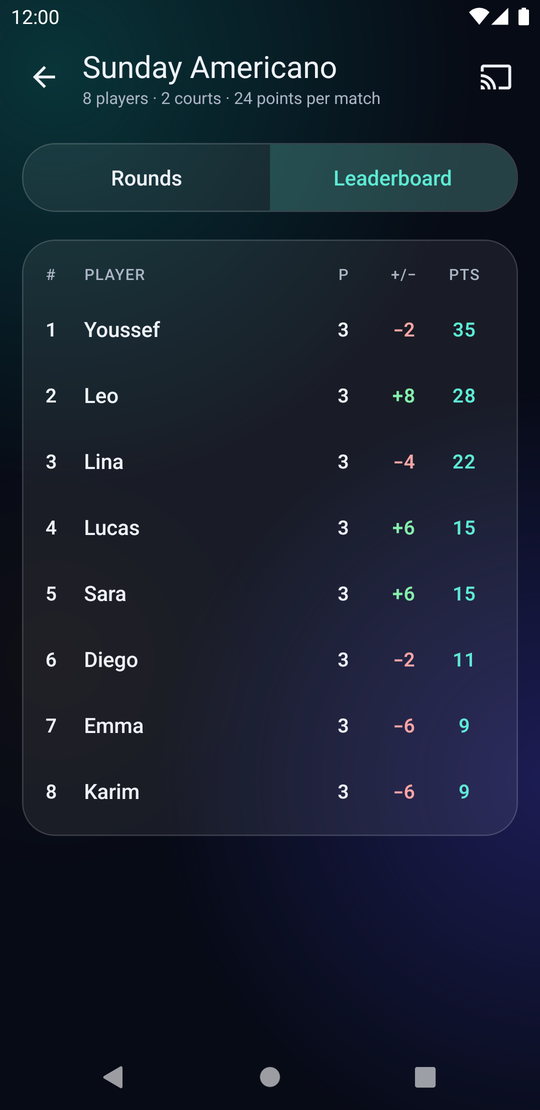 12:00
Sunday Americano
8 players · 2 courts · 24 points per match
Rounds Leaderboard
# PLAYER P +/− PTS
1 Youssef 3 −2 35
2 Leo 3 +8 28
3 Lina 3 −4 22
4 Lucas 3 +6 15
5 Sara 3 +6 15
6 Diego 3 −2 11
7 Emma 3 −6 9
8 Karim 3 −6 9